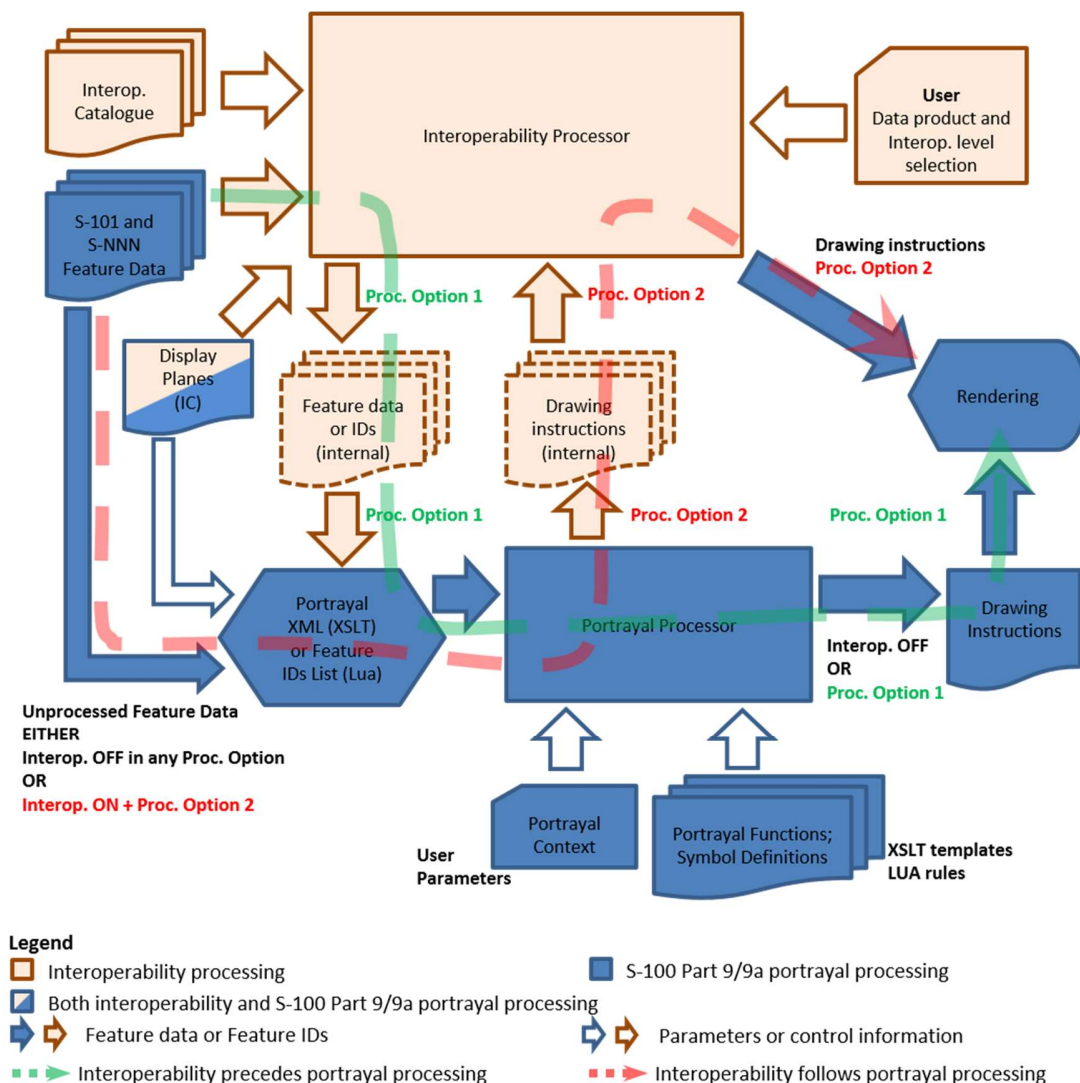 Interop.
Catalogue
Interoperability Processor
User
Data product and
Interop. level
selection
S-101 and
S-NNN
Feature Data
Drawing instructions
Proc. Option 2
Proc. Option 1
Proc. Option 2
Display
Planes
(IC)
Feature data
or IDs
(internal)
Drawing
instructions
(internal)
Rendering
Proc. Option 1
Proc. Option 2
Proc. Option 1
Portrayal
XML (XSLT)
or Feature
IDs List (Lua)
Portrayal Processor
Drawing
Instructions
Interop. OFF
OR
Proc. Option 1
Unprocessed Feature Data
EITHER
Interop. OFF in any Proc. Option
OR
Interop. ON + Proc. Option 2
Portrayal
Context
User
Parameters
Portrayal Functions;
Symbol Definitions
XSLT templates
LUA rules
Legend
Interoperability processing
S-100 Part 9/9a portrayal processing
Both interoperability and S-100 Part 9/9a portrayal processing
Feature data or Feature IDs
Parameters or control information
Interoperability precedes portrayal processing
Interoperability follows portrayal processing